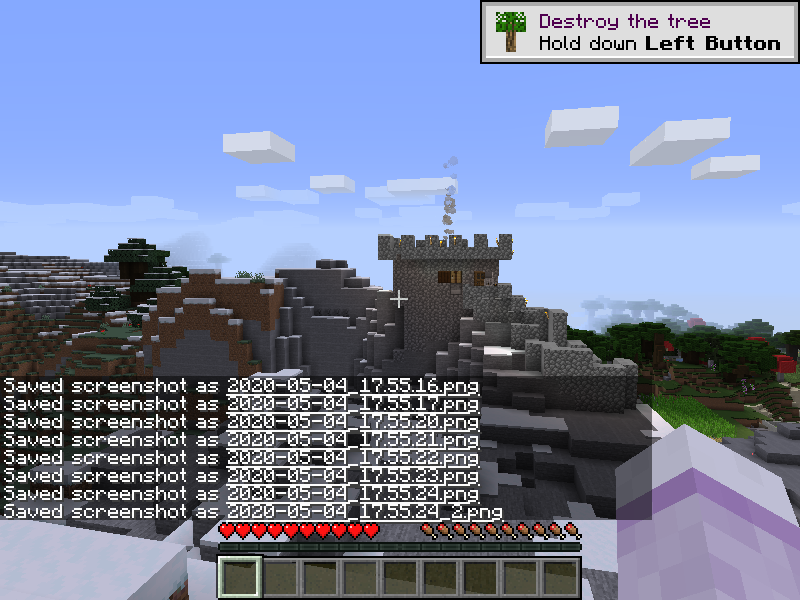 Destroy the tree
Hold down Left Button
Saved screenshot as 2020-05-04_17.55.16.png
Saved screenshot as 2020-05-04_17.55.17.png
Saved screenshot as 2020-05-04_17.55.20.png
Saved screenshot as 2020-05-04_17.55.21.png
Saved screenshot as 2020-05-04_17.55.22.png
Saved screenshot as 2020-05-04_17.55.23.png
Saved screenshot as 2020-05-04_17.55.24.png
Saved screenshot as 2020-05-04_17.55.24_2.png